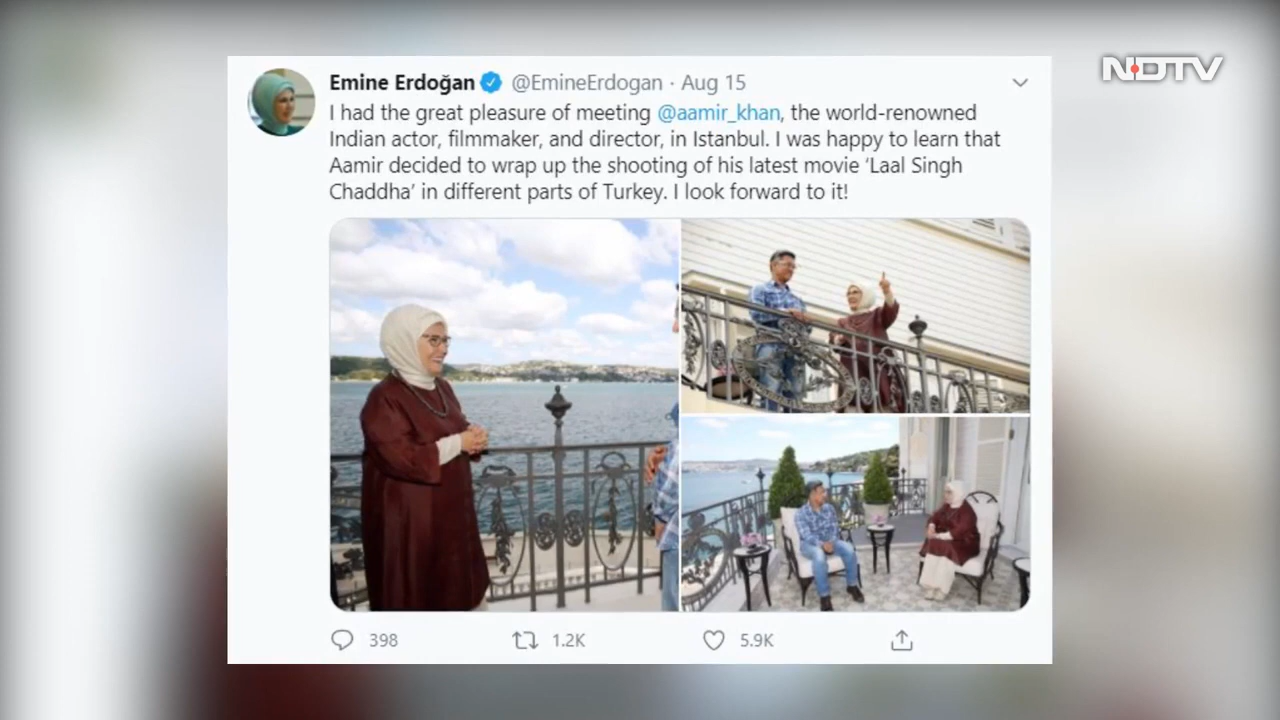 NDTV
Emine Erdoğan @EmineErdogan · Aug 15
I had the great pleasure of meeting @aamir_khan, the world-renowned
Indian actor, filmmaker, and director, in Istanbul. I was happy to learn that
Aamir decided to wrap up the shooting of his latest movie ‘Laal Singh
Chaddha’ in different parts of Turkey. I look forward to it!
398 1.2K 5.9K